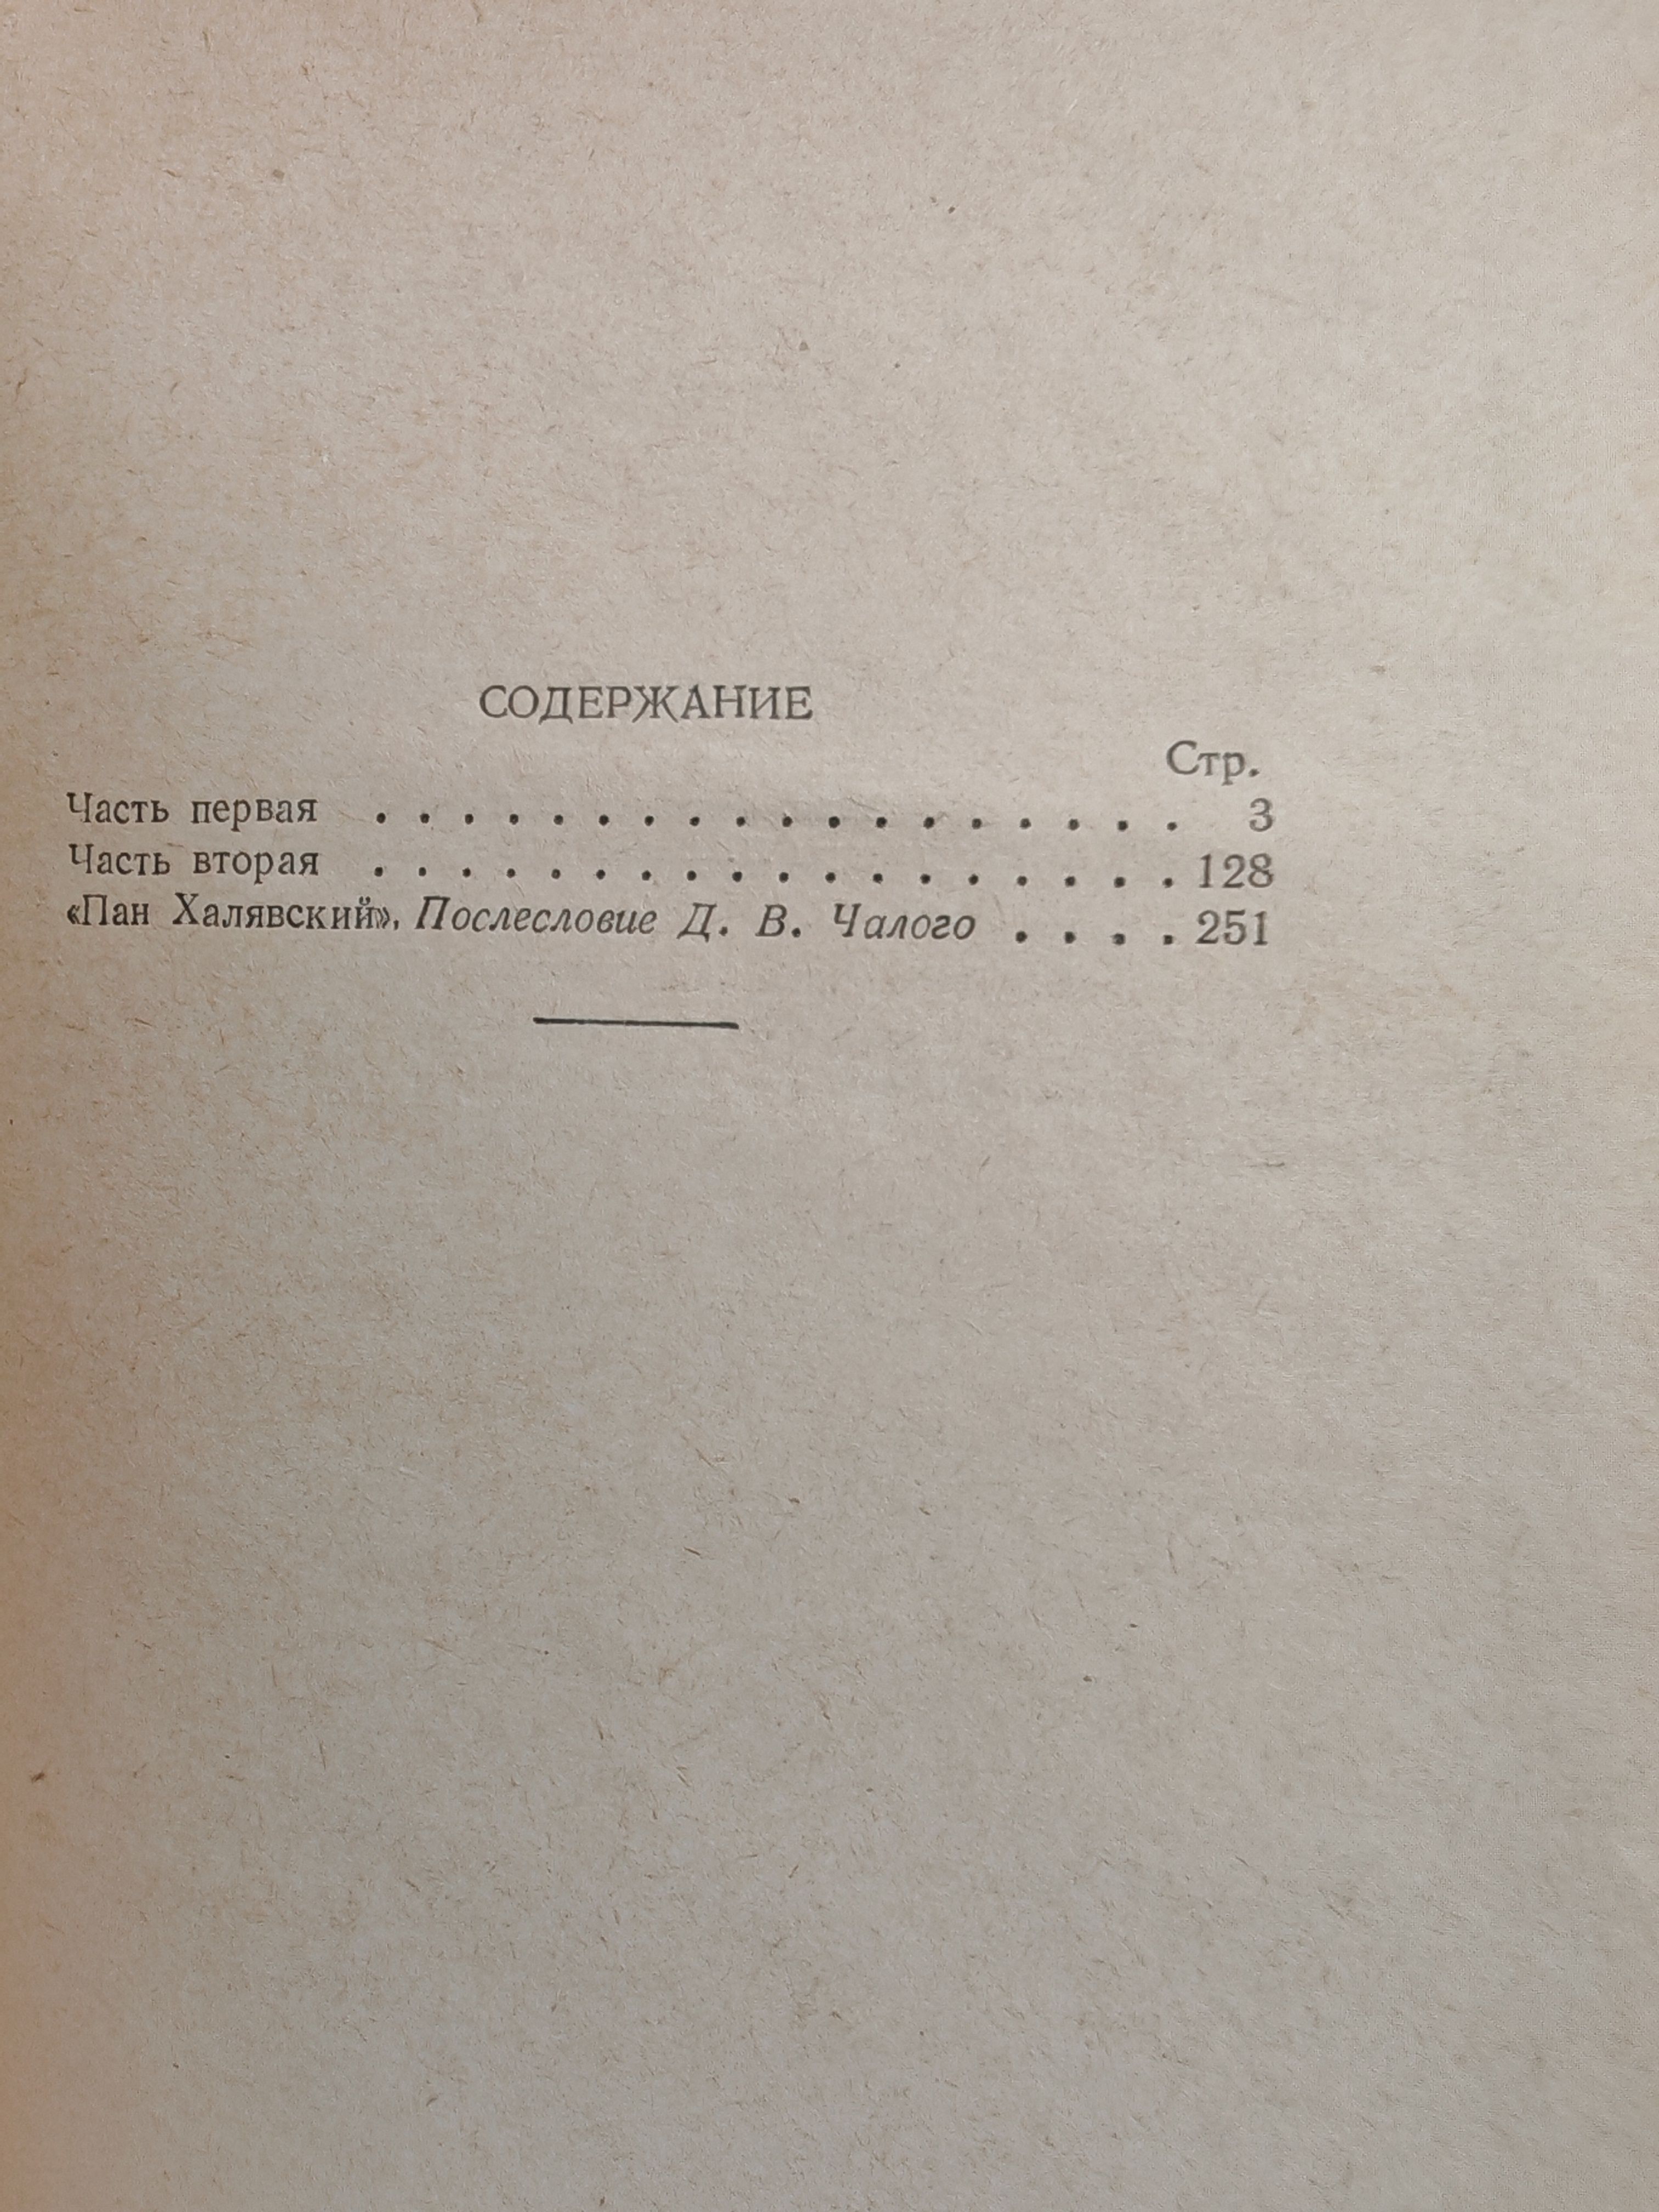 СОДЕРЖАНИЕ
Стр.
Часть первая . . . . . . . . . . . . . . . . . . 3
Часть вторая . . . . . . . . . . . . . . . . . . 128
«Пан Халявский». Послесловие Д. В. Чалого . . . . 251